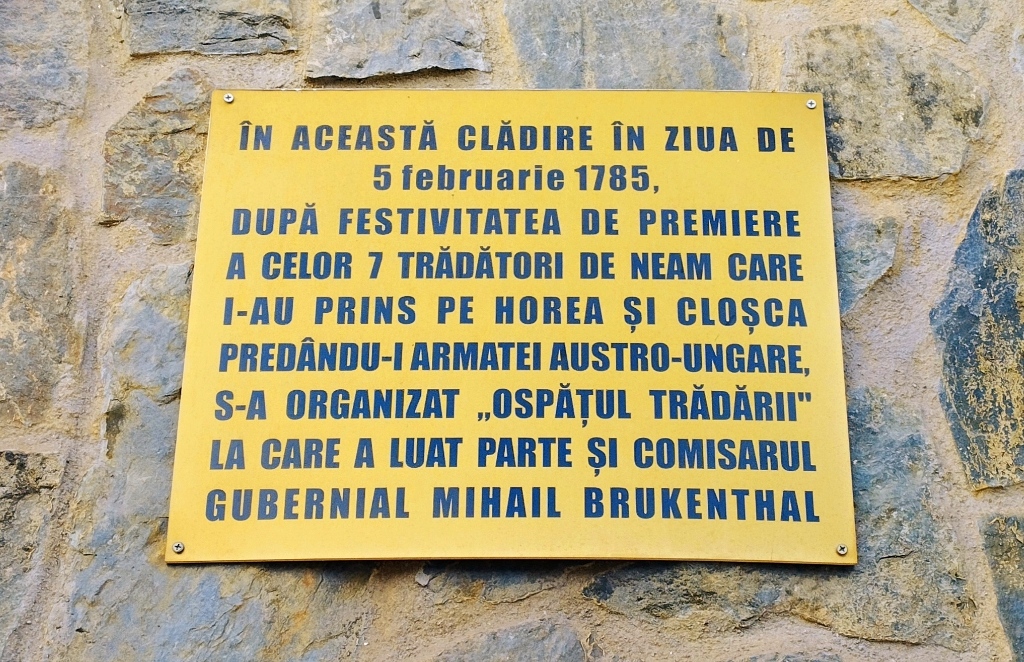 ÎN ACEASTĂ CLĂDIRE ÎN ZIUA DE
5 februarie 1785,
DUPĂ FESTIVITATEA DE PREMIERE
A CELOR 7 TRĂDĂTORI DE NEAM CARE
I-AU PRINS PE HOREA ȘI CLOȘCA
PREDÂNDU-I ARMATEI AUSTRO-UNGARE,
S-A ORGANIZAT „OSPĂȚUL TRĂDĂRII"
LA CARE A LUAT PARTE ȘI COMISARUL
GUBERNIAL MIHAIL BRUKENTHAL